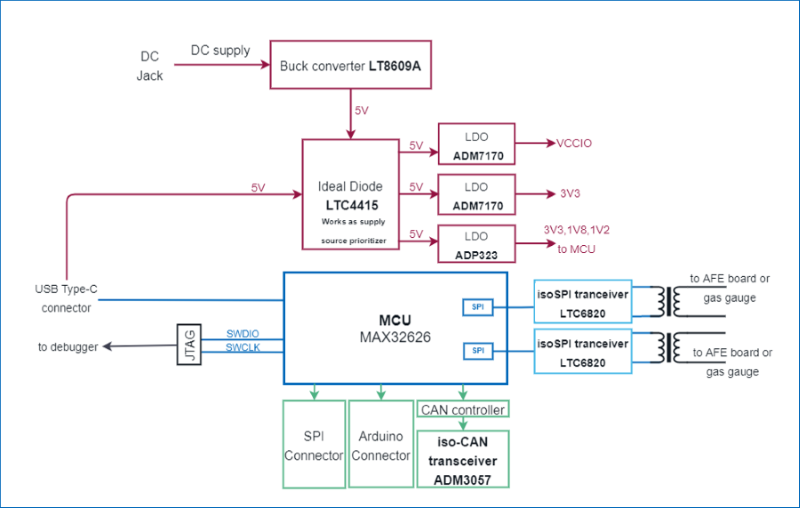 DC supply
DC
Jack
Buck converter LT8609A
5V
5V
LDO
ADM7170
VCCIO
Ideal Diode
LTC4415
Works as supply
source prioritizer
5V
5V
LDO
ADM7170
3V3
5V
LDO
ADP323
3V3,1V8,1V2
to MCU
USB Type-C
connector
MCU
MAX32626
SPI
isoSPI tranceiver
LTC6820
to AFE board or
gas gauge
to debugger
JTAG
SWDIO
SWCLK
SPI
isoSPI tranceiver
LTC6820
to AFE board or
gas gauge
SPI
Connector
Arduino
Connector
CAN controller
iso-CAN
transceiver
ADM3057